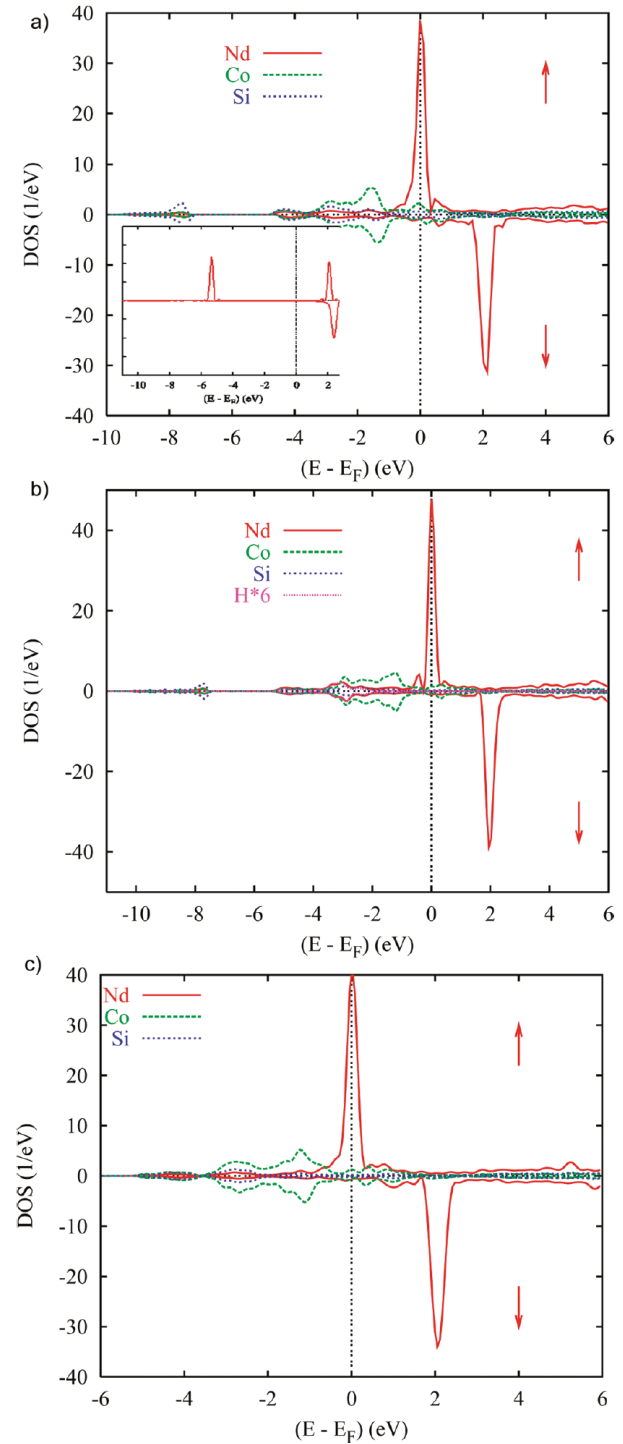 a)
40
Nd
Co
Si
30
20
10
0
-10
-20
-30
-40
DOS (1/eV)
-10 -8 -6 -4 -2 0 2
(E - E_F) (eV)
-10 -8 -6 -4 -2 0 2 4 6
(E - E_F) (eV)
b)
40
20
0
-20
-40
DOS (1/eV)
Nd
Co
Si
H*6
-10 -8 -6 -4 -2 0 2 4 6
(E - E_F) (eV)
c)
40
Nd
Co
Si
30
20
10
0
-10
-20
-30
-40
DOS (1/eV)
-6 -4 -2 0 2 4 6
(E - E_F) (eV)